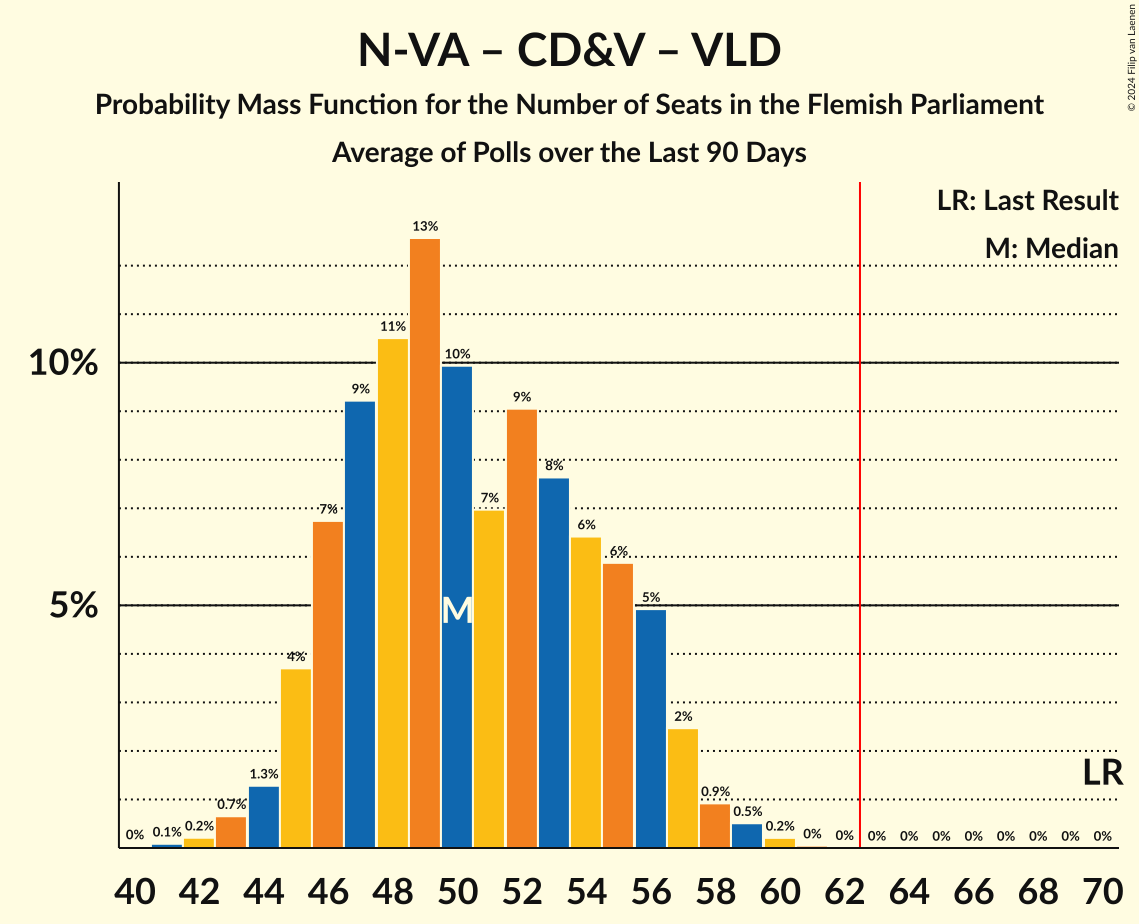 © 2024 Filip van Laenen
N-VA – CD&V – VLD
Probability Mass Function for the Number of Seats in the Flemish Parliament
Average of Polls over the Last 90 Days
LR: Last Result
M: Median
10%
5%
0% 0.1% 0.2% 0.7% 1.3% 4% 7% 9% 11% 13% 10% 7% 9% 8% 6% 6% 5% 2% 0.9% 0.5% 0.2% 0% 0% 0% 0% 0% 0% 0% 0% 0% 0%
M
LR
40 42 44 46 48 50 52 54 56 58 60 62 64 66 68 70